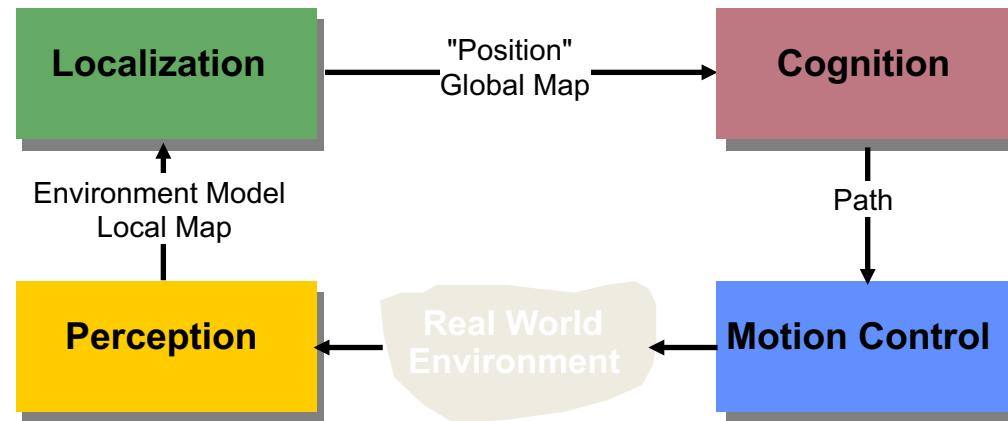 Localization
"Position"
Global Map
Cognition
Environment Model
Local Map
Path
Perception
Real World
Environment
Motion Control